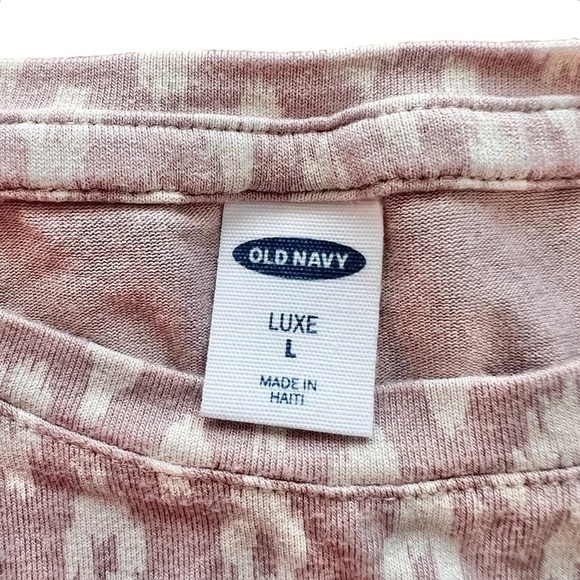 OLD NAVY
LUXE
L
MADE IN
HAITI